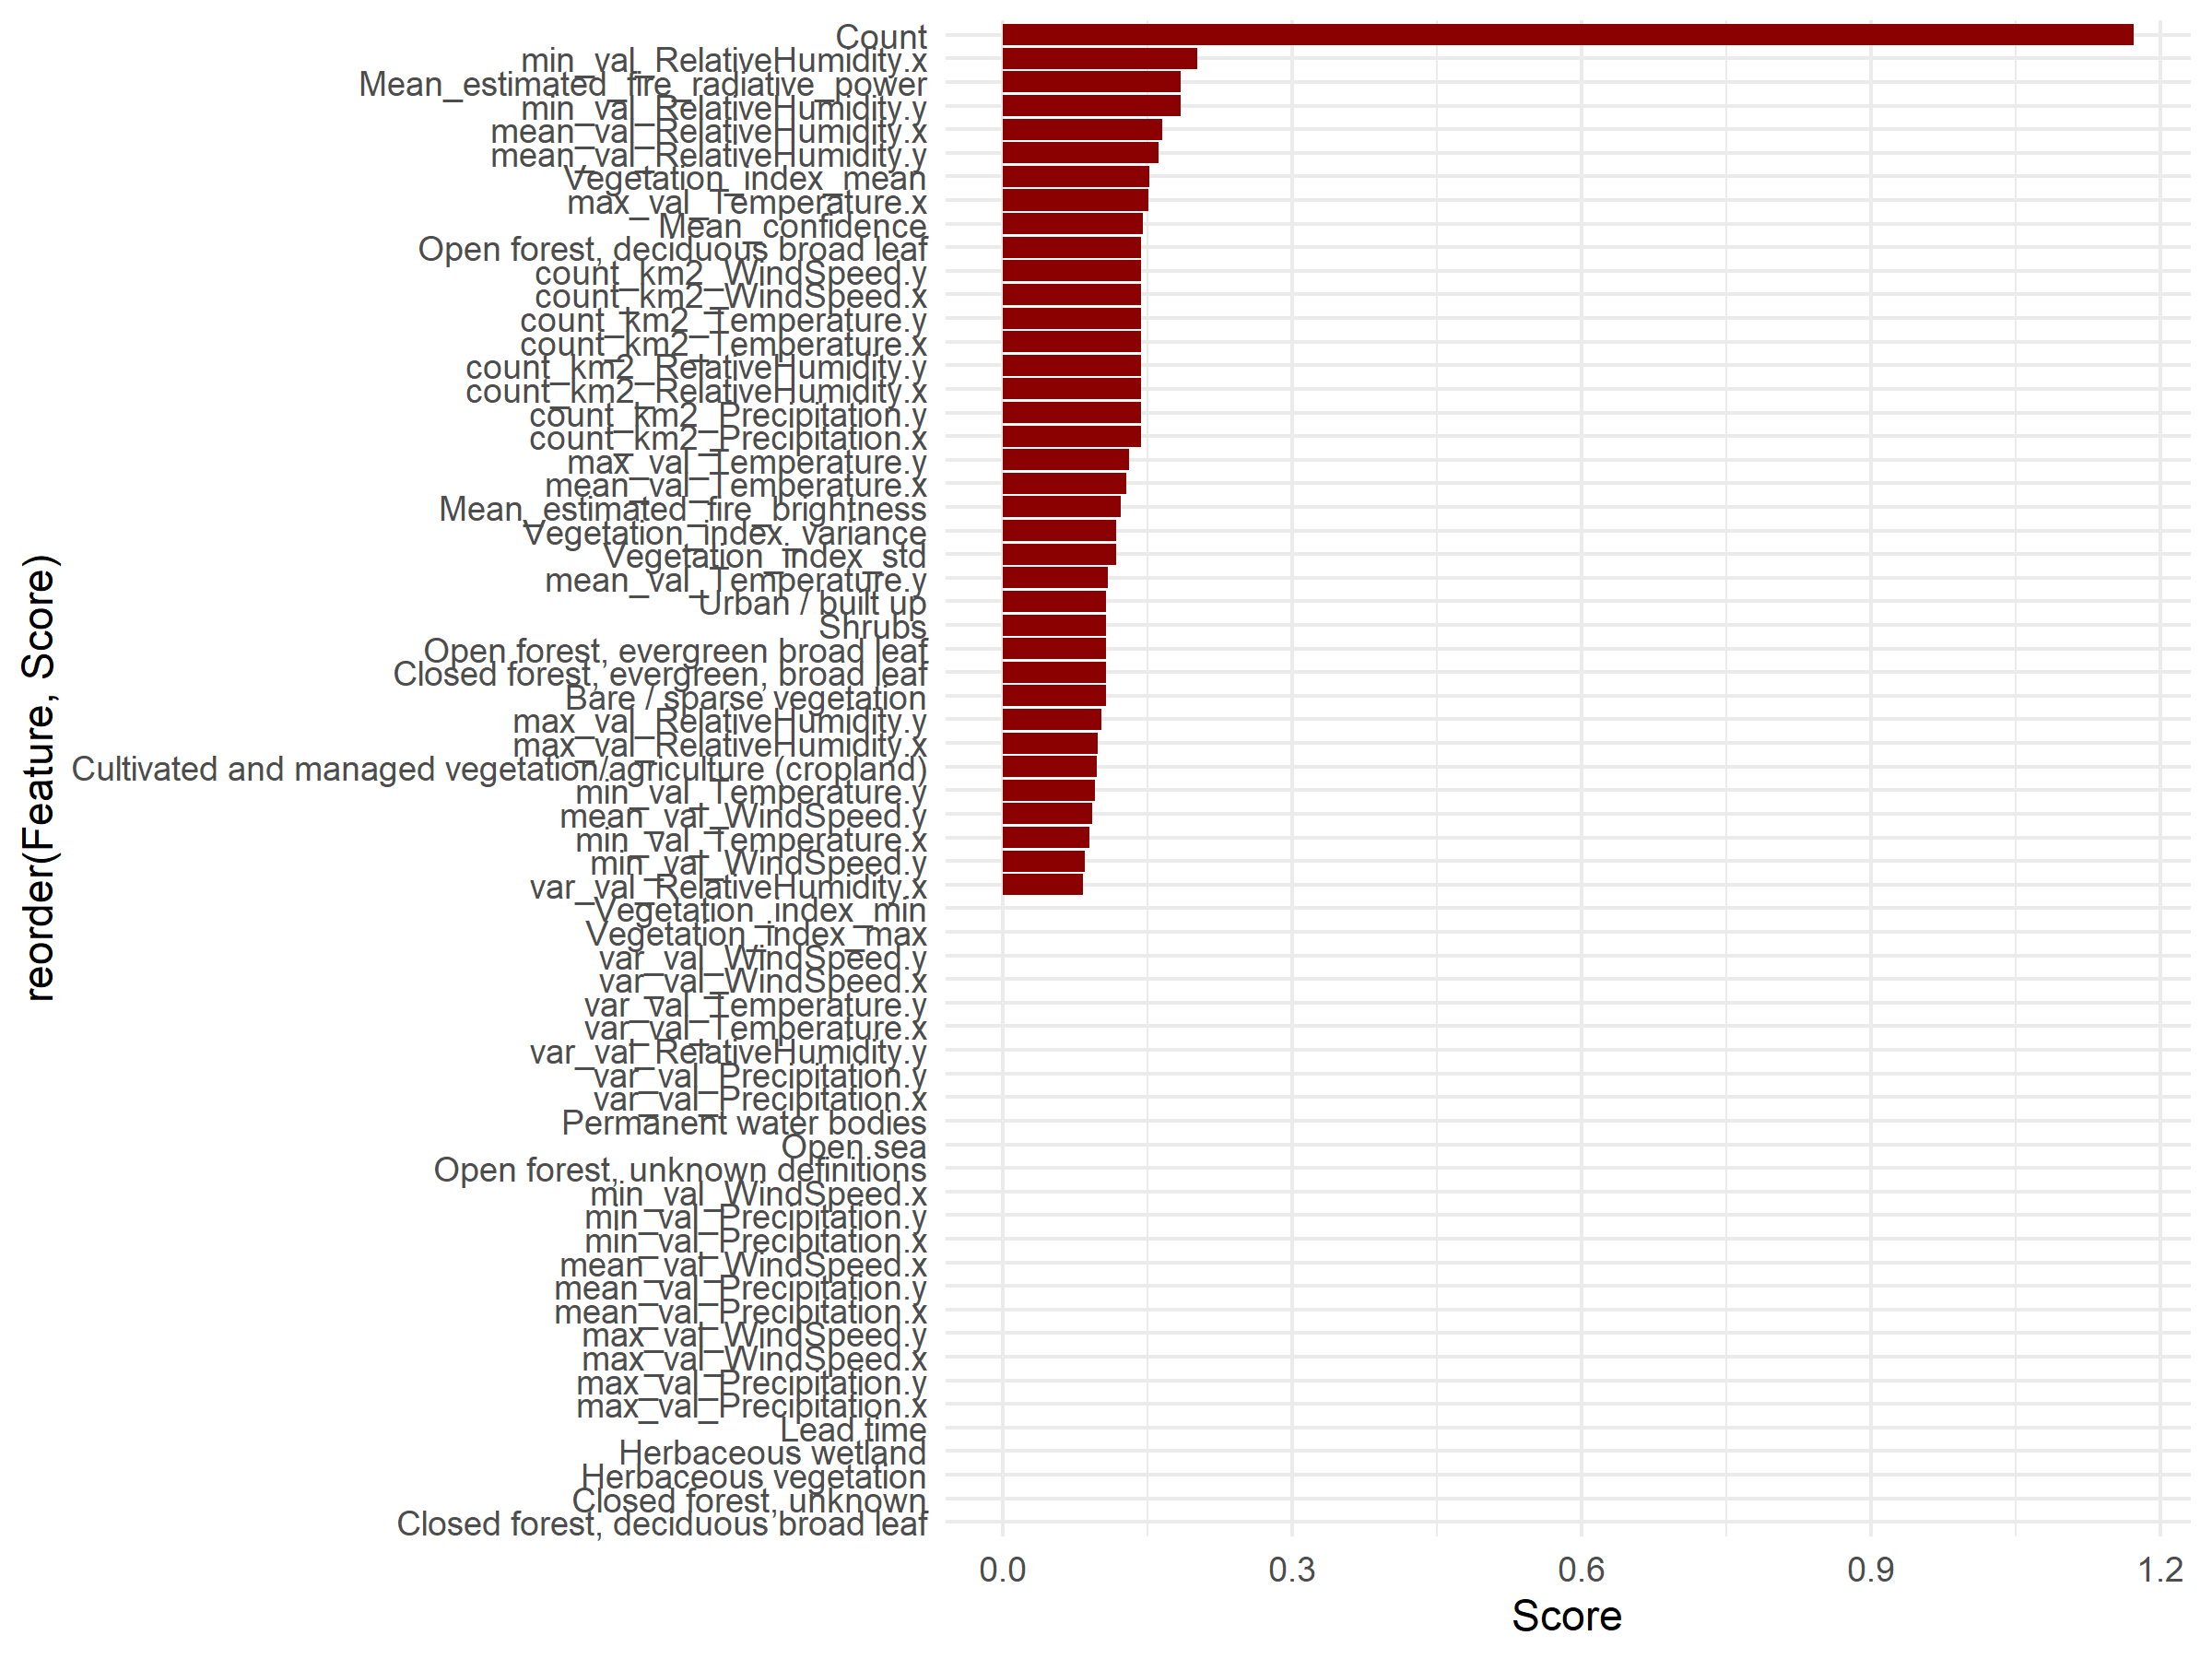 Count
min_val_RelativeHumidity.x
Mean_estimated_fire_radiative_power
min_val_RelativeHumidity.y
mean_val_RelativeHumidity.x
mean_val_RelativeHumidity.y
Vegetation_index_mean
max_val_Temperature.x
Mean_confidence
Open forest, deciduous broad leaf
count_km2_WindSpeed.y
count_km2_WindSpeed.x
count_km2_Temperature.y
count_km2_Temperature.x
count_km2_RelativeHumidity.y
count_km2_RelativeHumidity.x
count_km2_Precipitation.y
count_km2_Precipitation.x
max_val_Temperature.y
mean_val_Temperature.x
Mean_estimated_fire_brightness
Vegetation_index_variance
Vegetation_index_std
mean_val_Temperature.y
Urban / built up
Shrubs
Open forest, evergreen broad leaf
Closed forest, evergreen, broad leaf
Bare / sparse vegetation
max_val_RelativeHumidity.y
max_val_RelativeHumidity.x
Cultivated and managed vegetation/agriculture (cropland)
min_val_Temperature.y
mean_val_WindSpeed.y
min_val_Temperature.x
min_val_WindSpeed.y
var_val_RelativeHumidity.x
Vegetation_index_min
Vegetation_index_max
var_val_WindSpeed.y
var_val_WindSpeed.x
var_val_Temperature.y
var_val_Temperature.x
var_val_RelativeHumidity.y
var_val_Precipitation.y
var_val_Precipitation.x
Permanent water bodies
Open sea
Open forest, unknown definitions
min_val_WindSpeed.x
min_val_Precipitation.y
min_val_Precipitation.x
mean_val_WindSpeed.x
mean_val_Precipitation.y
mean_val_Precipitation.x
max_val_WindSpeed.y
max_val_WindSpeed.x
max_val_Precipitation.y
max_val_Precipitation.x
Lead time
Herbaceous wetland
Herbaceous vegetation
Closed forest, unknown
Closed forest, deciduous broad leaf
reorder(Feature, Score)
0.0 0.3 0.6 0.9 1.2
Score